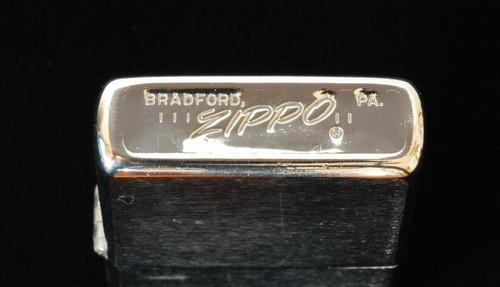 BRADFORD, PA.
||| ZIPPO ||
®